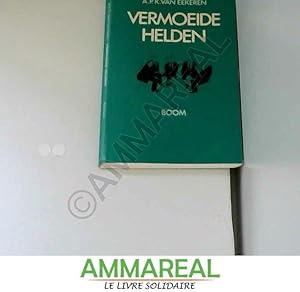 A.P.K. VAN EEKEREN
VERMOEIDE
HELDEN
BOOM
©AMMAREAL
AMMAREAL
LE LIVRE SOLIDAIRE